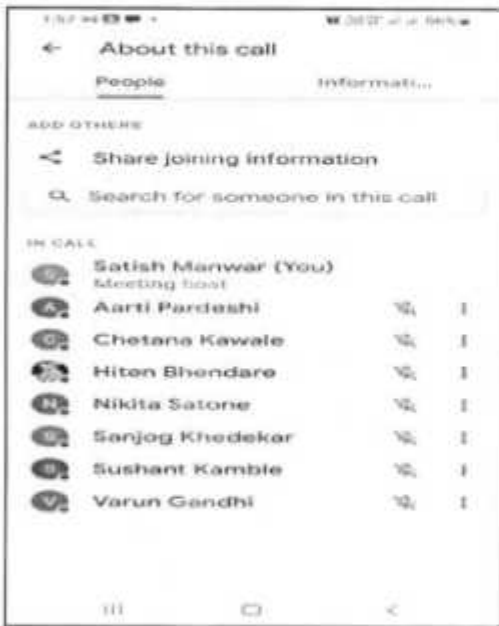 About this call
People Informati...
ADD OTHERS
Share joining information
Search for someone in this call
IN CALL
Satish Manwar (You)
Meeting host
A Aarti Pardeshi
C Chetana Kawale
Hiten Bhendare
N Nikita Satone
S Sanjog Khedekar
S Sushant Kamble
V Varun Gandhi